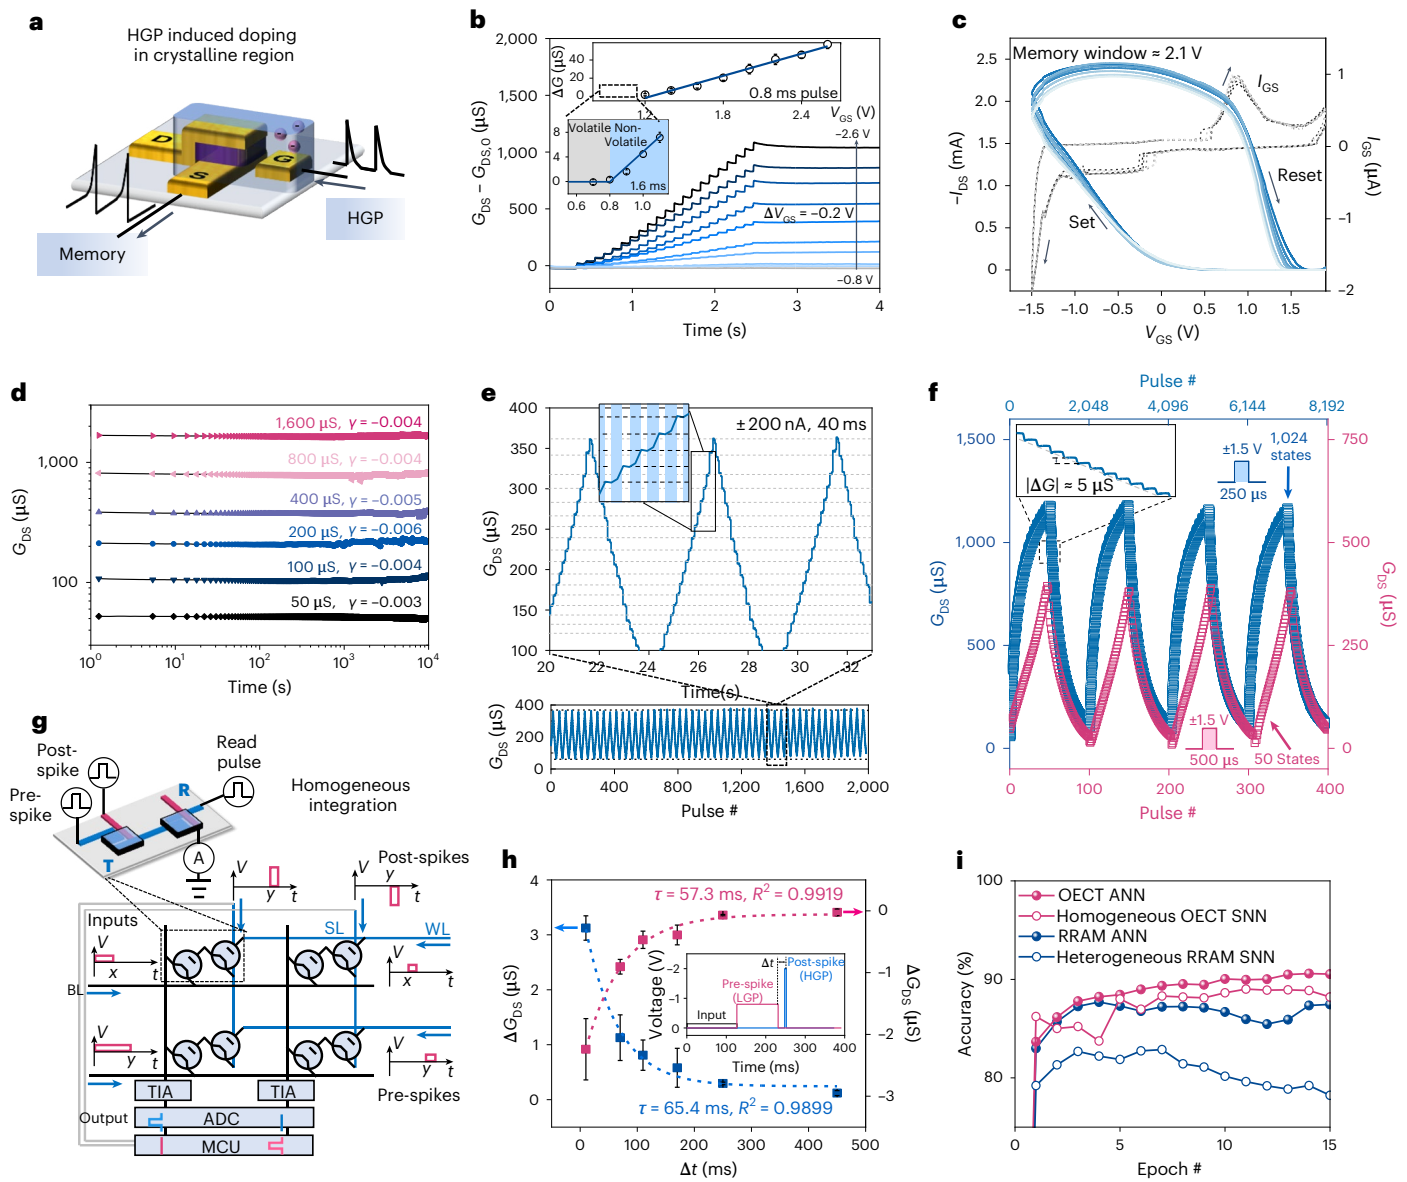 a
HGP induced doping
in crystalline region
D
S
G
HGP
Memory
b
2,000
1,500
1,000
500
0
G_DS − G_DS,0 (μS)
ΔG (μS)
40
20
0
1.2
1.8
2.4
0.8 ms pulse
V_GS (V)
−2.6 V
Volatile
Non-
Volatile
8
4
0
1.6 ms
0.6
0.8
1.0
ΔV_GS = −0.2 V
−0.8 V
0
1
2
3
4
Time (s)
c
Memory window ≈ 2.1 V
2.5
2.0
1.5
1.0
0.5
0
−I_DS (mA)
I_GS
Reset
Set
1
0
−1
−2
I_GS (μA)
−1.5
−1.0
−0.5
0
0.5
1.0
1.5
V_GS (V)
d
1,000
100
G_DS (μS)
1,600 μS, γ = −0.004
800 μS, γ = −0.004
400 μS, γ = −0.005
200 μS, γ = −0.006
100 μS, γ = −0.004
50 μS, γ = −0.003
10^0
10^1
10^2
10^3
10^4
Time (s)
e
400
350
300
250
200
150
100
G_DS (μS)
± 200 nA, 40 ms
20
22
24
26
28
30
32
Time(s)
400
200
0
G_DS (μS)
0
400
800
1,200
1,600
2,000
Pulse #
f
Pulse #
0
2,048
4,096
6,144
8,192
1,500
1,000
500
0
G_DS (μS)
|ΔG| ≈ 5 μS
±1.5 V
250 μs
1,024
states
750
500
250
0
G_DS (μS)
±1.5 V
500 μs
50 States
0
100
200
300
400
Pulse #
g
Post-
spike
Pre-
spike
Read
pulse
R
T
A
Homogeneous
integration
V
y
t
V
y
t
Post-spikes
Inputs
SL
WL
V
x
t
V
x
t
BL
V
y
t
V
y
t
Pre-spikes
TIA
TIA
Output
ADC
MCU
h
4
3
2
1
0
ΔG_DS (μS)
τ = 57.3 ms, R² = 0.9919
τ = 65.4 ms, R² = 0.9899
0
−1
−2
−3
ΔG_DS (μS)
Voltage (V)
−2
−1
0
Δt
Post-spike
(HGP)
Pre-spike
(LGP)
Input
0
100
200
300
400
Time (ms)
0
100
200
300
400
500
Δt (ms)
i
100
90
80
Accuracy (%)
OECT ANN
Homogeneous OECT SNN
RRAM ANN
Heterogeneous RRAM SNN
0
5
10
15
Epoch #